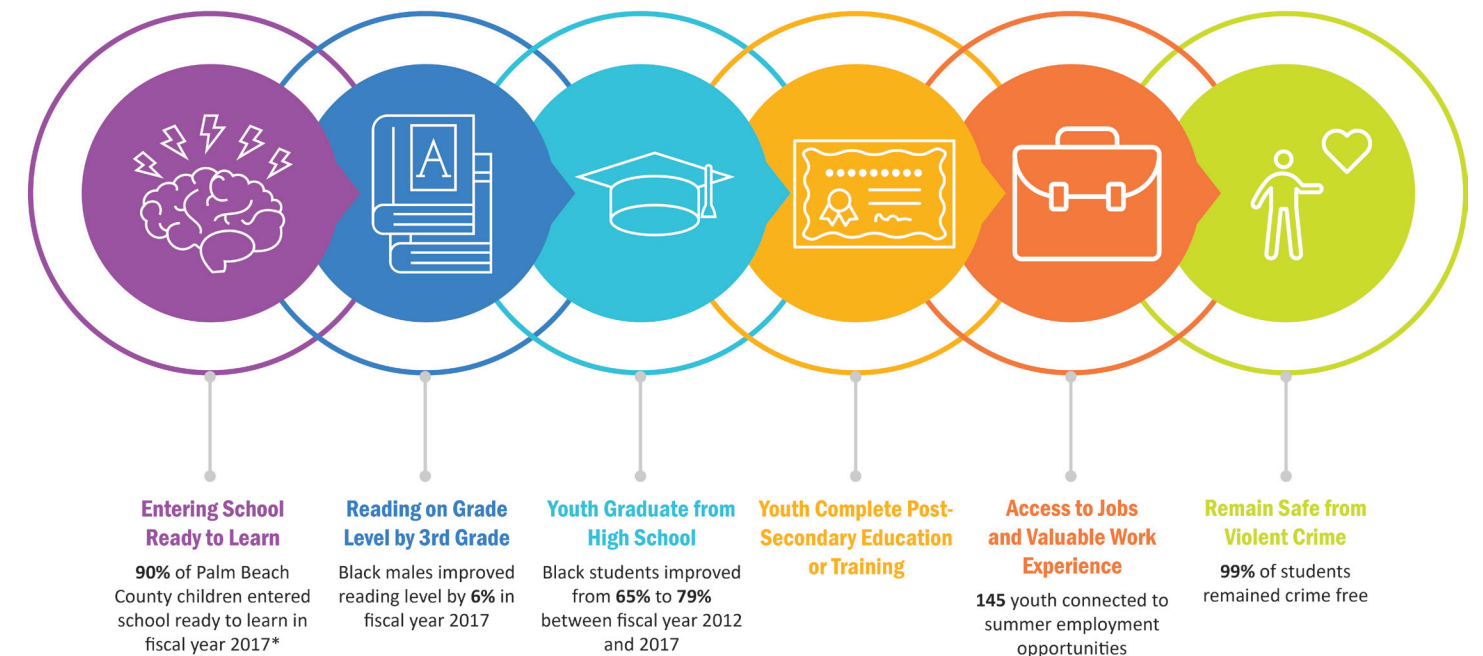 A
Entering School
Ready to Learn
90% of Palm Beach
County children entered
school ready to learn in
fiscal year 2017*
Reading on Grade
Level by 3rd Grade
Black males improved
reading level by 6% in
fiscal year 2017
Youth Graduate from
High School
Black students improved
from 65% to 79%
between fiscal year 2012
and 2017
Youth Complete Post-
Secondary Education
or Training
Access to Jobs
and Valuable Work
Experience
145 youth connected to
summer employment
opportunities
Remain Safe from
Violent Crime
99% of students
remained crime free